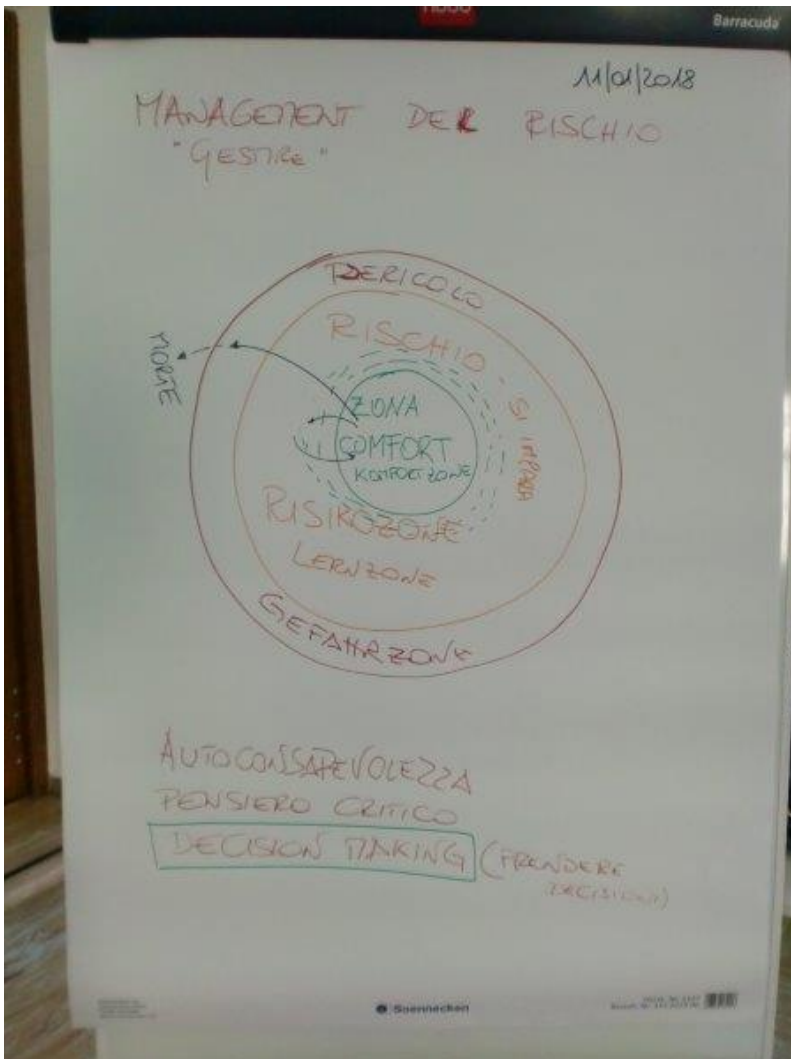 Barracuda
11/01/2018
MANAGEMENT DEL RISCHIO
"GESTIRE"
PERICOLO
RISCHIO - SI IMPARA
MORTE
ZONA
COMFORT
KOMFORTZONE
RISIKOZONE
LERNZONE
GEFAHRZONE
AUTOCONSAPEVOLEZZA
PENSIERO CRITICO
DECISION MAKING (PRENDERE
DECISIONI)
Soennecken